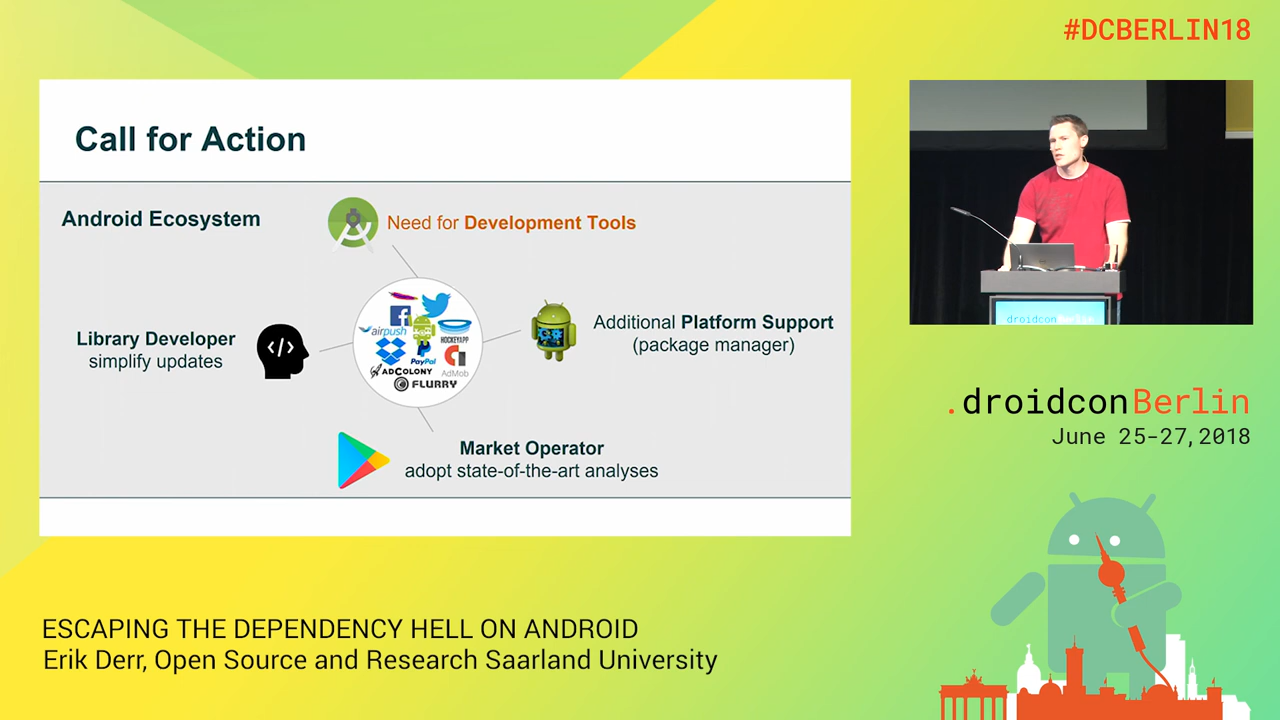 #DCBERLIN18
Call for Action
Android Ecosystem
Need for Development Tools
Library Developer
simplify updates
airpush
HOCKEYAPP
PayPal
ADCOLONY
AdMob
FLURRY
Additional Platform Support
(package manager)
Market Operator
adopt state-of-the-art analyses
droidconBerlin
.droidconBerlin
June 25-27, 2018
ESCAPING THE DEPENDENCY HELL ON ANDROID
Erik Derr, Open Source and Research Saarland University